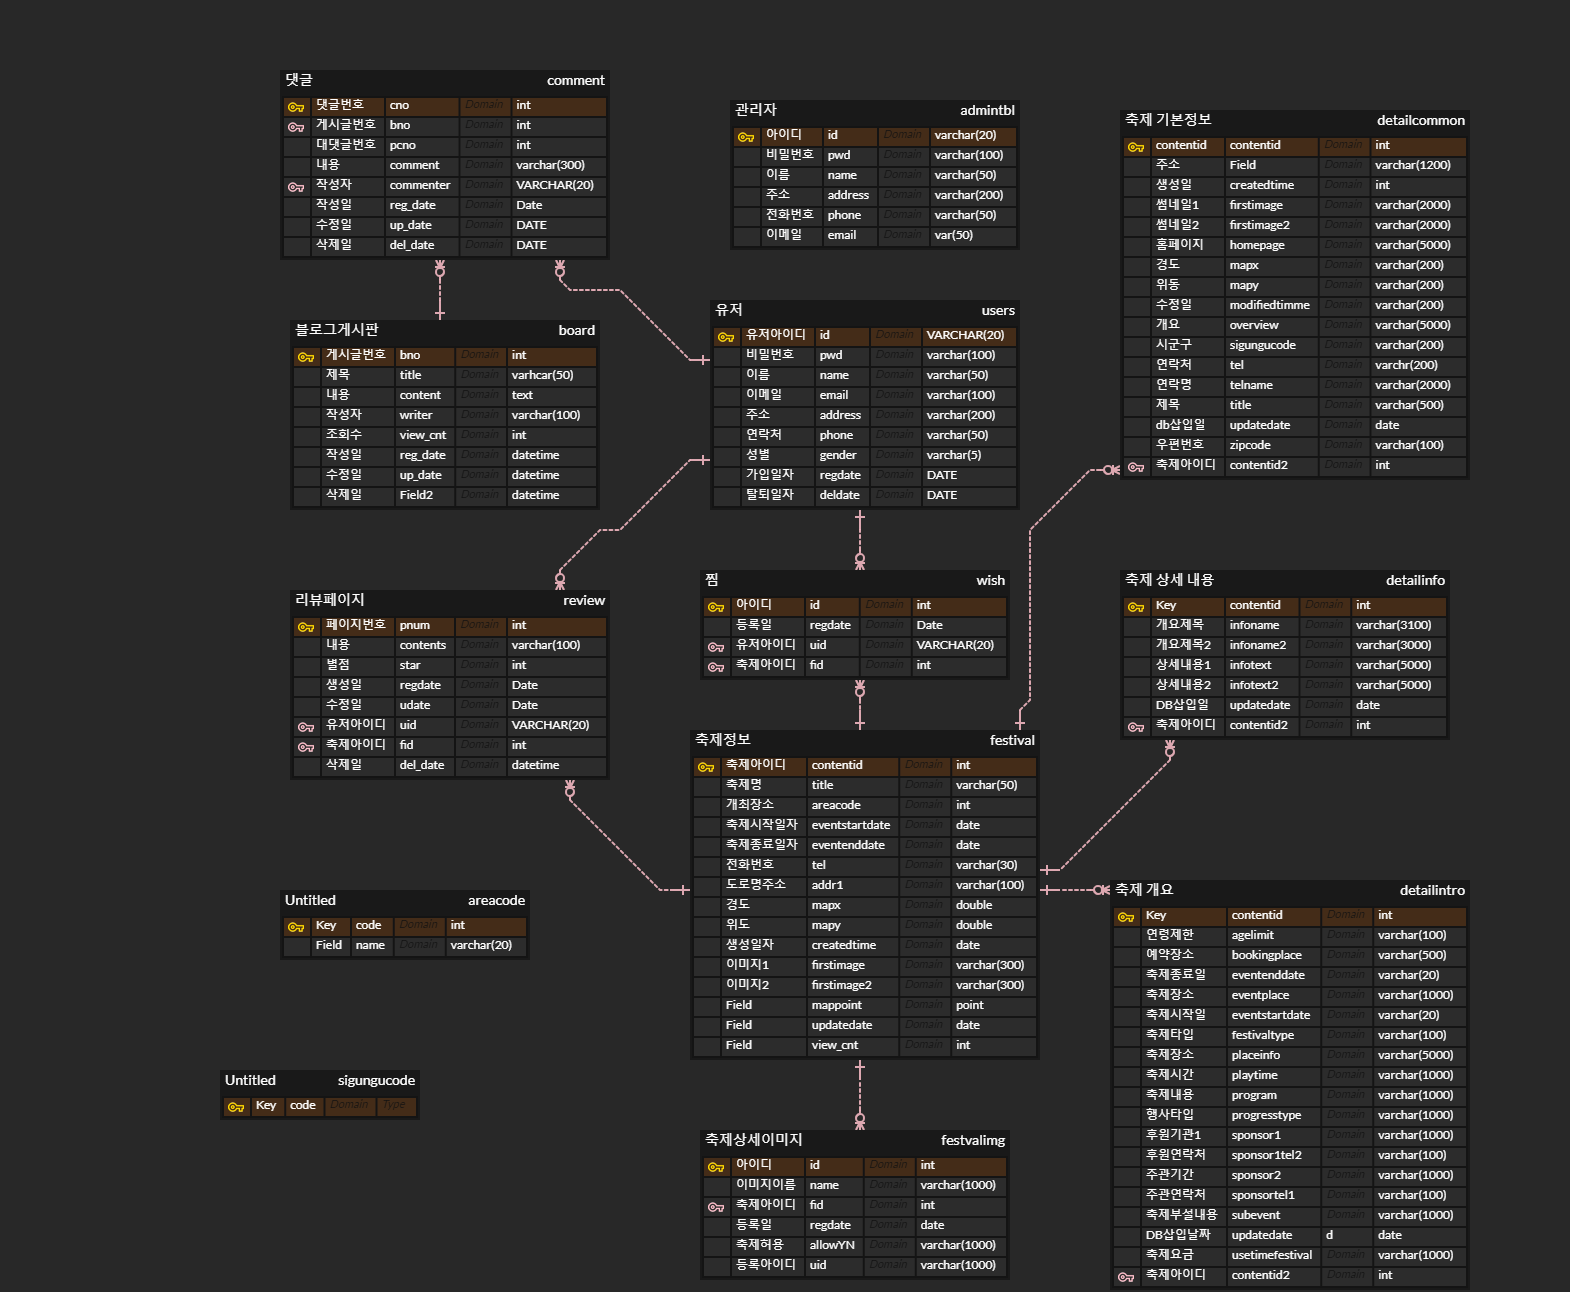 댓글 comment
댓글번호 cno Domain int
게시글번호 bno Domain int
대댓글번호 pcno Domain int
내용 comment Domain varchar(300)
작성자 commenter Domain VARCHAR(20)
작성일 reg_date Domain Date
수정일 up_date Domain DATE
삭제일 del_date Domain DATE
관리자 admintbl
아이디 id Domain varchar(20)
비밀번호 pwd Domain varchar(100)
이름 name Domain varchar(50)
주소 address Domain varchar(200)
전화번호 phone Domain varchar(50)
이메일 email Domain var(50)
축제 기본정보 detailcommon
contentid contentid Domain int
주소 Field Domain varchar(1200)
생성일 createdtime Domain int
썸네일1 firstimage Domain varchar(2000)
썸네일2 firstimage2 Domain varchar(2000)
홈페이지 homepage Domain varchar(5000)
경도 mapx Domain varchar(200)
위동 mapy Domain varchar(200)
수정일 modifiedtimme Domain varchar(200)
개요 overview Domain varchar(5000)
시군구 sigungucode Domain varchar(200)
연락처 tel Domain varchr(200)
연락명 telname Domain varchar(2000)
제목 title Domain varchar(500)
db삽입일 updatedate Domain date
우편번호 zipcode Domain varchar(100)
축제아이디 contentid2 Domain int
블로그게시판 board
게시글번호 bno Domain int
제목 title Domain varhcar(50)
내용 content Domain text
작성자 writer Domain varchar(100)
조회수 view_cnt Domain int
작성일 reg_date Domain datetime
수정일 up_date Domain datetime
삭제일 Field2 Domain datetime
유저 users
유저아이디 id Domain VARCHAR(20)
비밀번호 pwd Domain varchar(100)
이름 name Domain varchar(50)
이메일 email Domain varchar(100)
주소 address Domain varchar(200)
연락처 phone Domain varchar(50)
성별 gender Domain varchar(5)
가입일자 regdate Domain DATE
탈퇴일자 deldate Domain DATE
리뷰페이지 review
페이지번호 pnum Domain int
내용 contents Domain varchar(100)
별점 star Domain int
생성일 regdate Domain Date
수정일 udate Domain Date
유저아이디 uid Domain VARCHAR(20)
축제아이디 fid Domain int
삭제일 del_date Domain datetime
찜 wish
아이디 id Domain int
등록일 regdate Domain Date
유저아이디 uid Domain VARCHAR(20)
축제아이디 fid Domain int
축제 상세 내용 detailinfo
Key contentid Domain int
개요제목 infoname Domain varchar(3100)
개요제목2 infoname2 Domain varchar(3000)
상세내용1 infotext Domain varchar(5000)
상세내용2 infotext2 Domain varchar(5000)
DB삽입일 updatedate Domain date
축제아이디 contentid2 Domain int
축제정보 festival
축제아이디 contentid Domain int
축제명 title Domain varchar(50)
개최장소 areacode Domain int
축제시작일자 eventstartdate Domain date
축제종료일자 eventenddate Domain date
전화번호 tel Domain varchar(30)
도로명주소 addr1 Domain varchar(100)
경도 mapx Domain double
위도 mapy Domain double
생성일자 createdtime Domain date
이미지1 firstimage Domain varchar(300)
이미지2 firstimage2 Domain varchar(300)
Field mappoint Domain point
Field updatedate Domain date
Field view_cnt Domain int
Untitled areacode
Key code Domain int
Field name Domain varchar(20)
Untitled sigungucode
Key code Domain Type
축제 개요 detailintro
Key contentid Domain int
연령제한 agelimit Domain varchar(100)
예약장소 bookingplace Domain varchar(500)
축제종료일 eventenddate Domain varchar(20)
축제장소 eventplace Domain varchar(1000)
축제시작일 eventstartdate Domain varchar(20)
축제타입 festivaltype Domain varchar(100)
축제장소 placeinfo Domain varchar(5000)
축제시간 playtime Domain varchar(1000)
축제내용 program Domain varchar(1000)
행사타입 progresstype Domain varchar(1000)
후원기관1 sponsor1 Domain varchar(1000)
후원연락처 sponsor1tel2 Domain varchar(100)
주관기간 sponsor2 Domain varchar(1000)
주관연락처 sponsortel1 Domain varchar(100)
축제부설내용 subevent Domain varchar(1000)
DB삽입날짜 updatedate d date
축제요금 usetimefestival Domain varchar(1000)
축제아이디 contentid2 Domain int
축제상세이미지 festvalimg
아이디 id Domain int
이미지이름 name Domain varchar(1000)
축제아이디 fid Domain int
등록일 regdate Domain date
축제허용 allowYN Domain varchar(1000)
등록아이디 uid Domain varchar(1000)